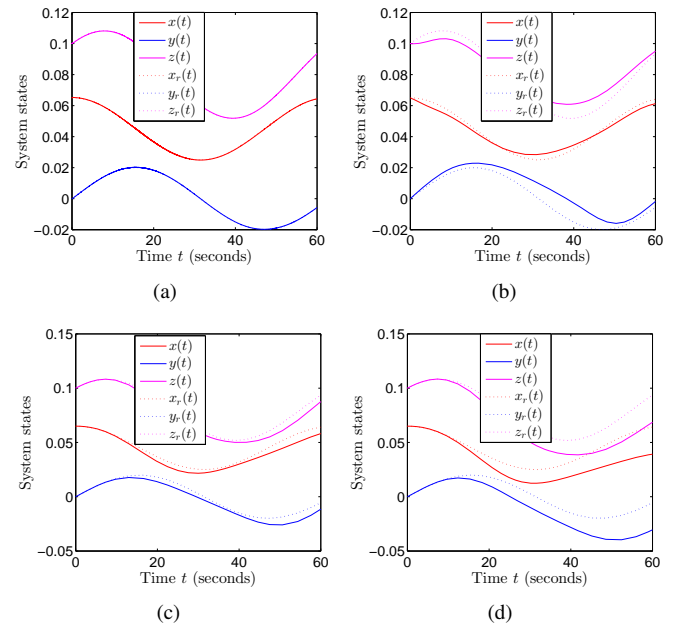 0.12
0.1
0.08
0.06
0.04
0.02
0
−0.02
System states
x(t)
y(t)
z(t)
x_r(t)
y_r(t)
z_r(t)
0 20 40 60
Time t (seconds)
(a)
0.12
0.1
0.08
0.06
0.04
0.02
0
−0.02
System states
x(t)
y(t)
z(t)
x_r(t)
y_r(t)
z_r(t)
0 20 40 60
Time t (seconds)
(b)
0.15
0.1
0.05
0
−0.05
System states
x(t)
y(t)
z(t)
x_r(t)
y_r(t)
z_r(t)
0 20 40 60
Time t (seconds)
(c)
0.15
0.1
0.05
0
−0.05
System states
x(t)
y(t)
z(t)
x_r(t)
y_r(t)
z_r(t)
0 20 40 60
Time t (seconds)
(d)